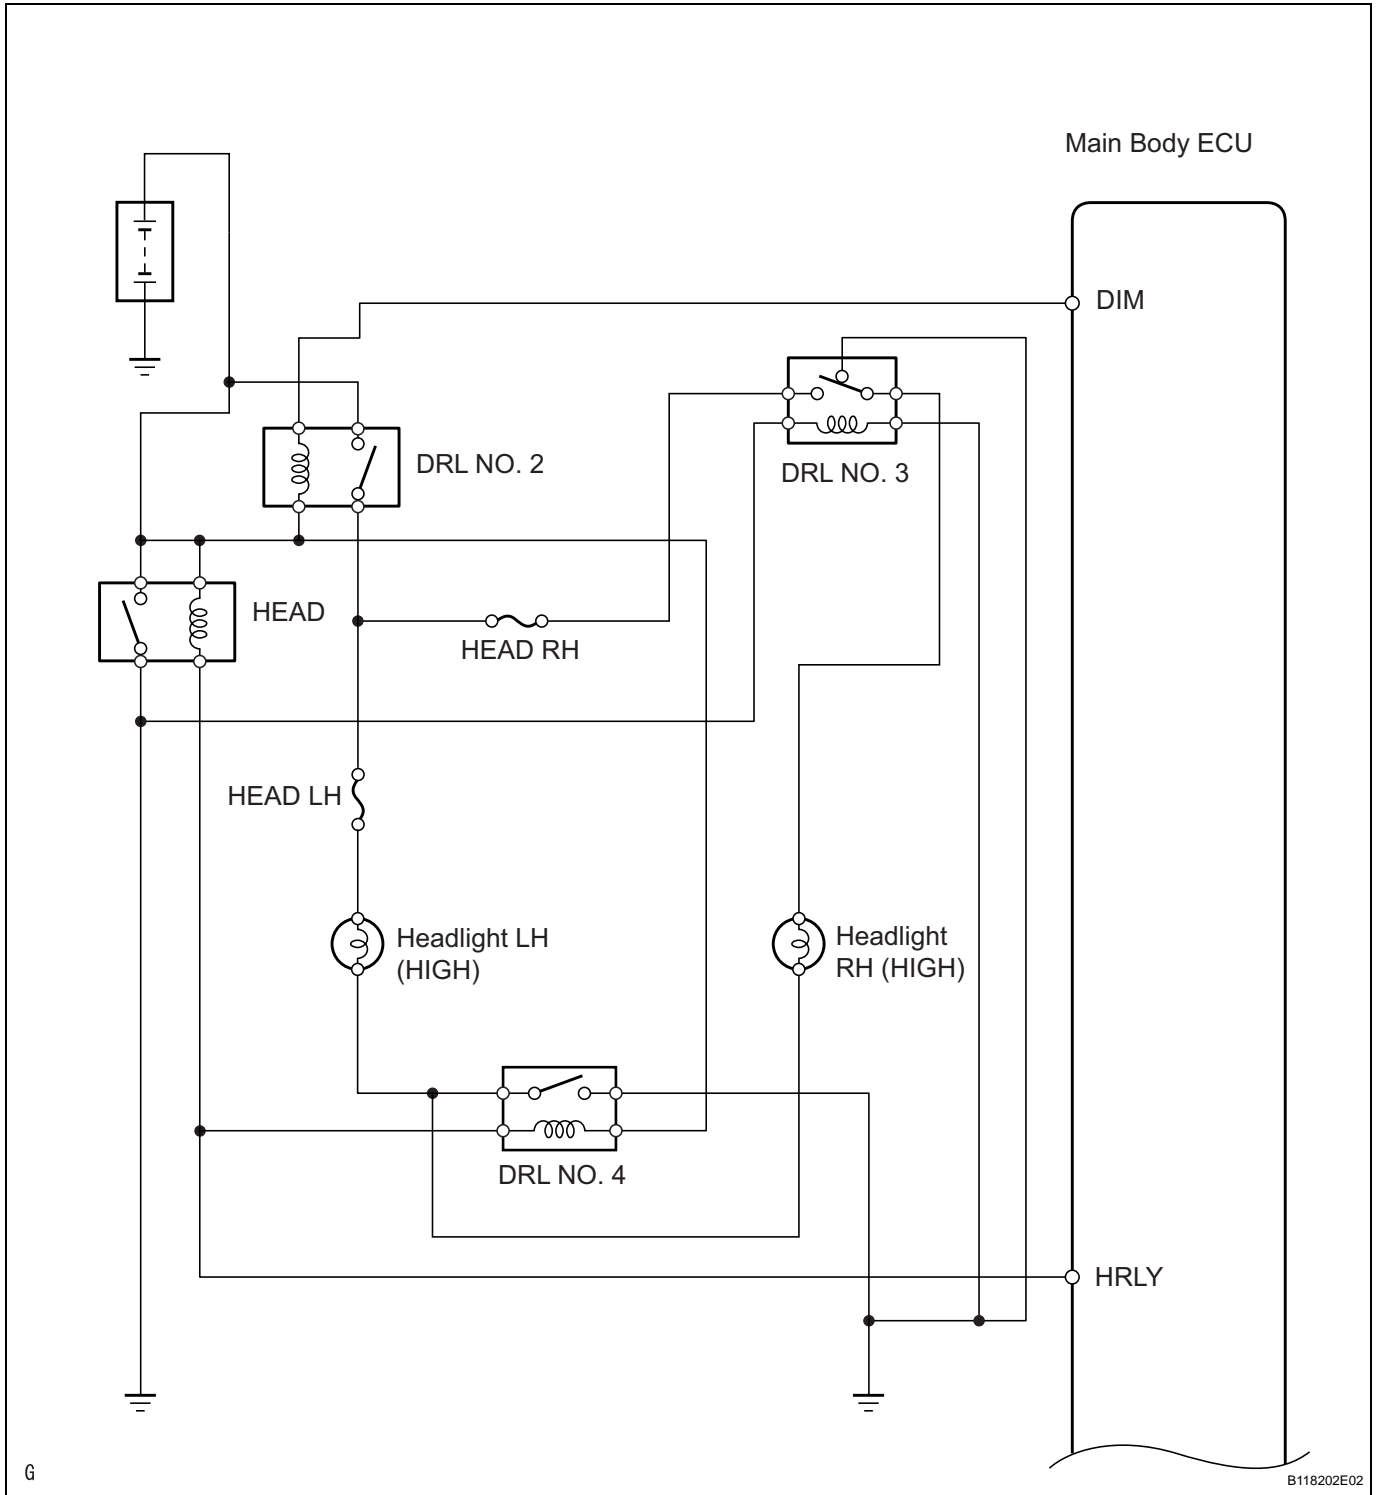 Main Body ECU
DIM
DRL NO. 2
DRL NO. 3
HEAD
HEAD RH
HEAD LH
Headlight LH
(HIGH)
Headlight
RH (HIGH)
DRL NO. 4
HRLY
G
B118202E02